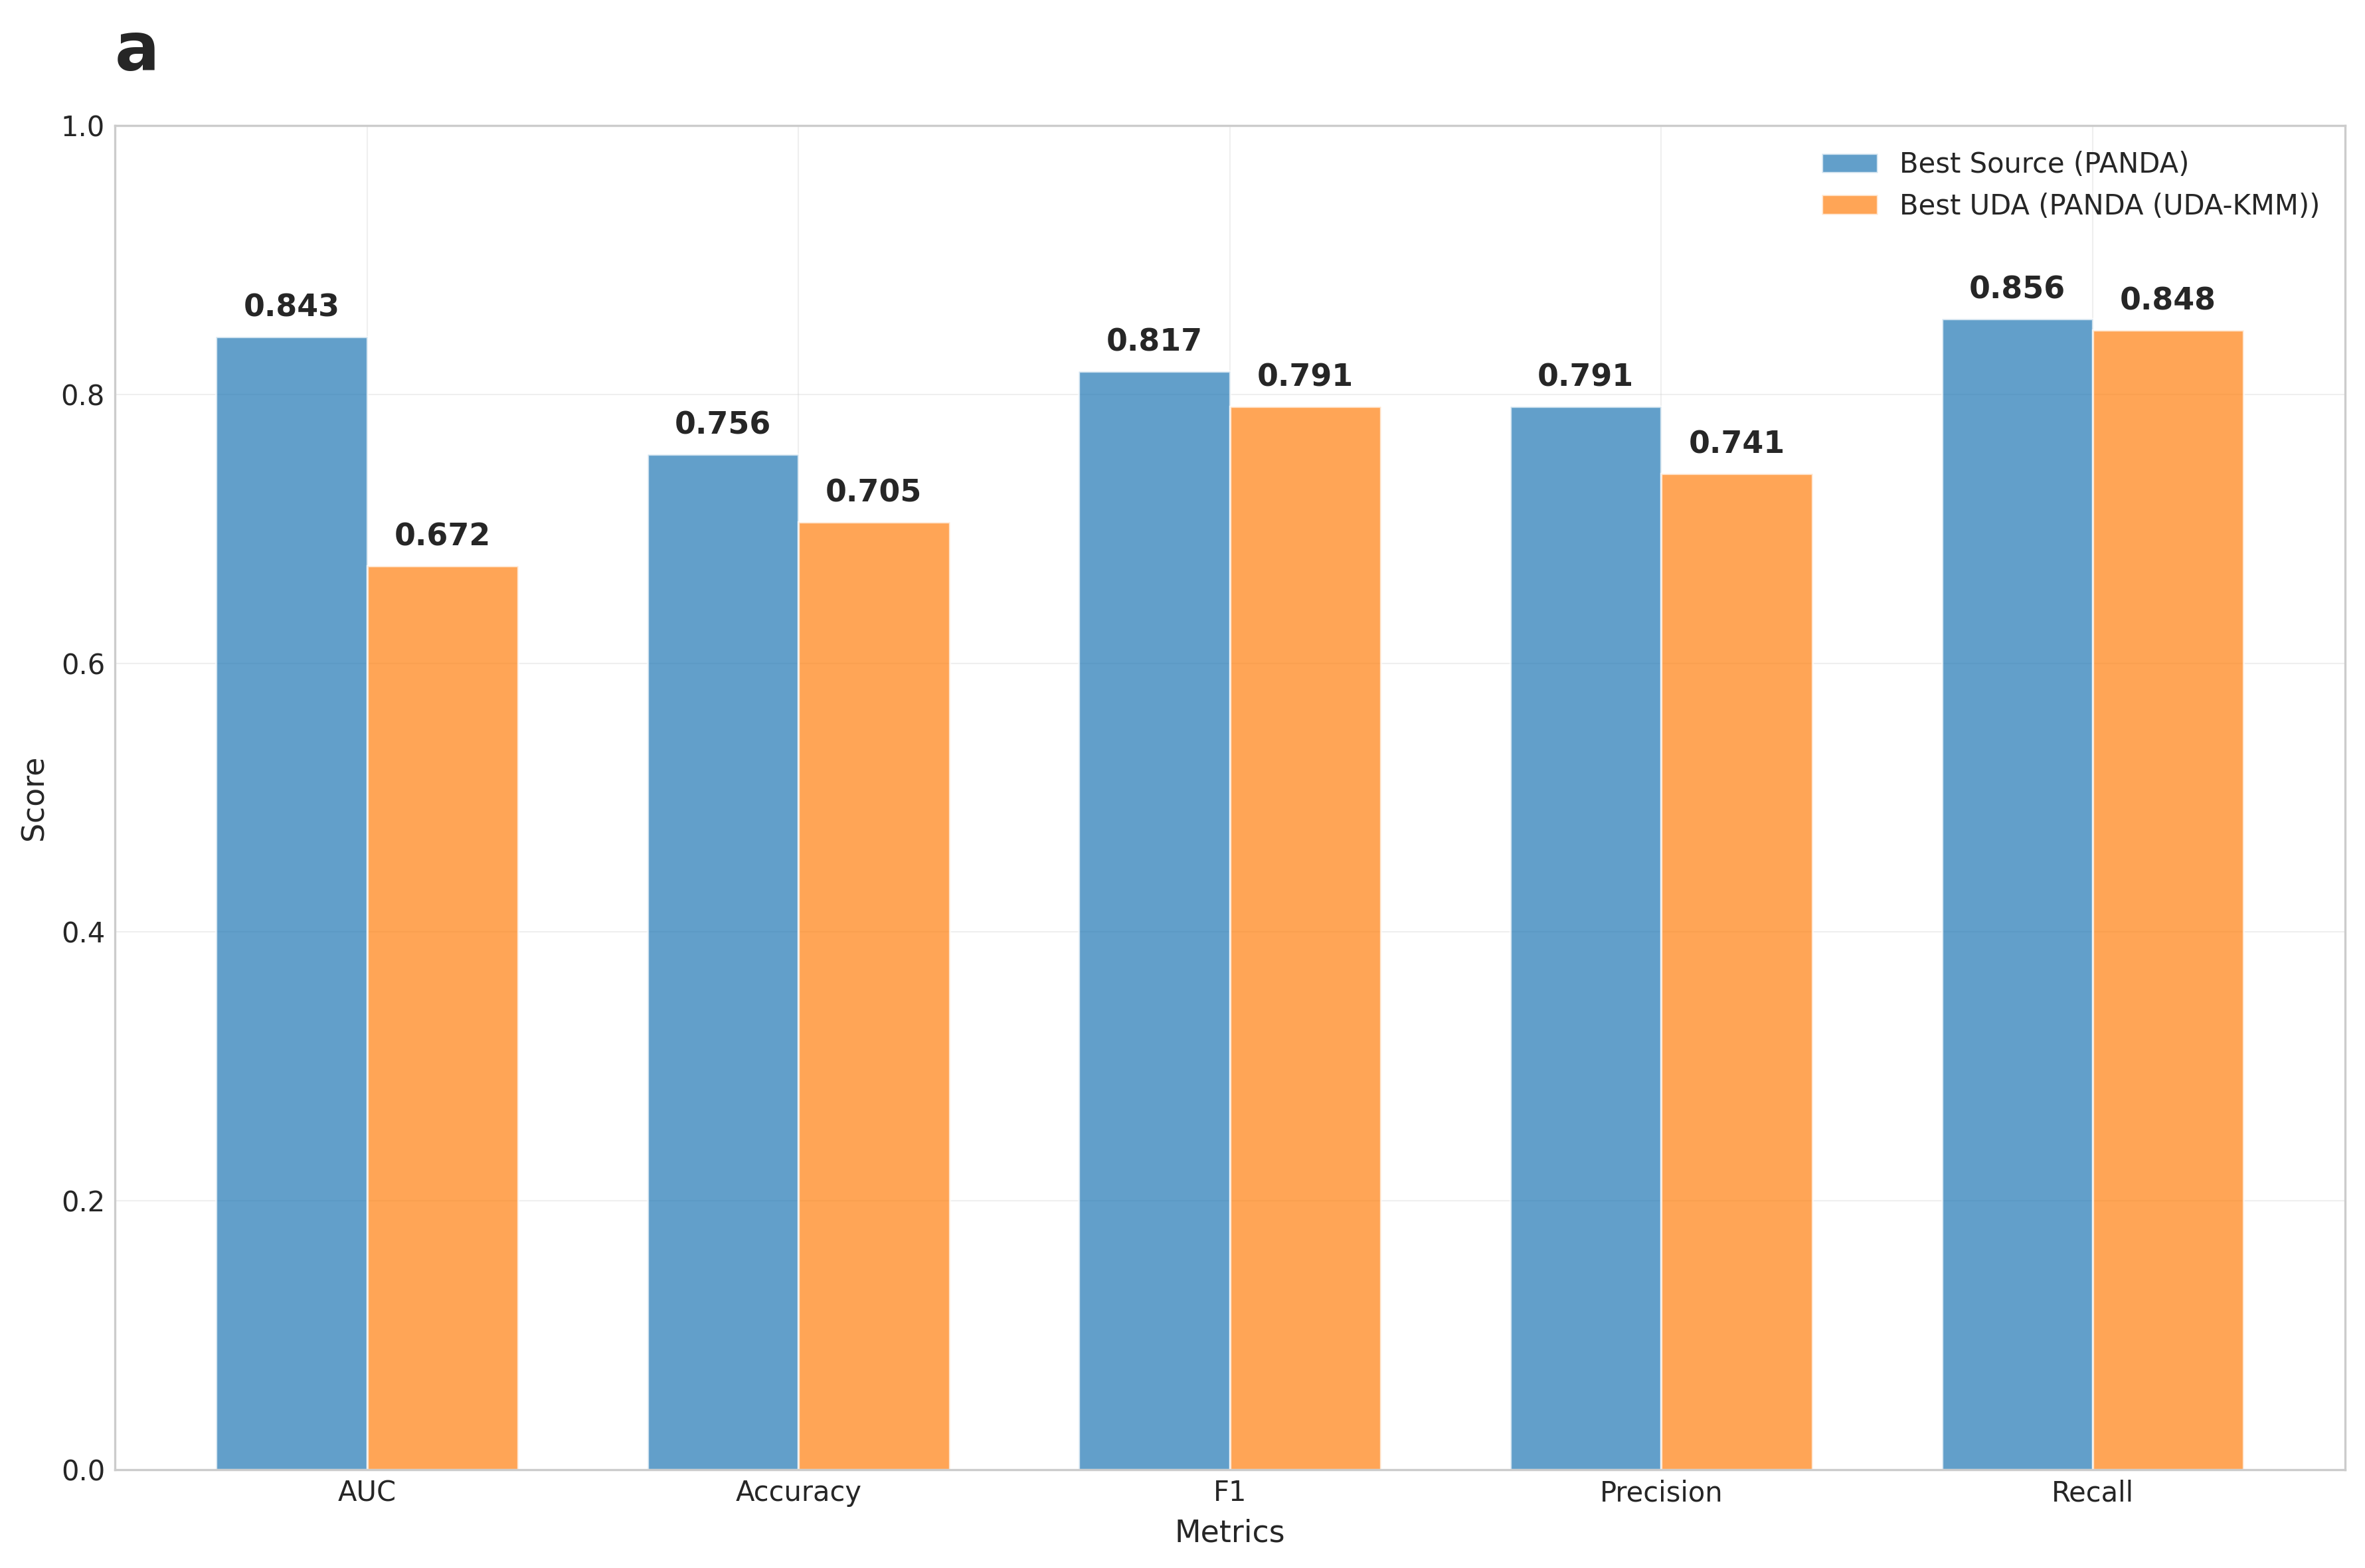 a
1.0
0.8
0.6
0.4
0.2
0.0
Score
Best Source (PANDA)
Best UDA (PANDA (UDA-KMM))
0.843
0.672
0.756
0.705
0.817
0.791
0.791
0.741
0.856
0.848
AUC
Accuracy
F1
Precision
Recall
Metrics